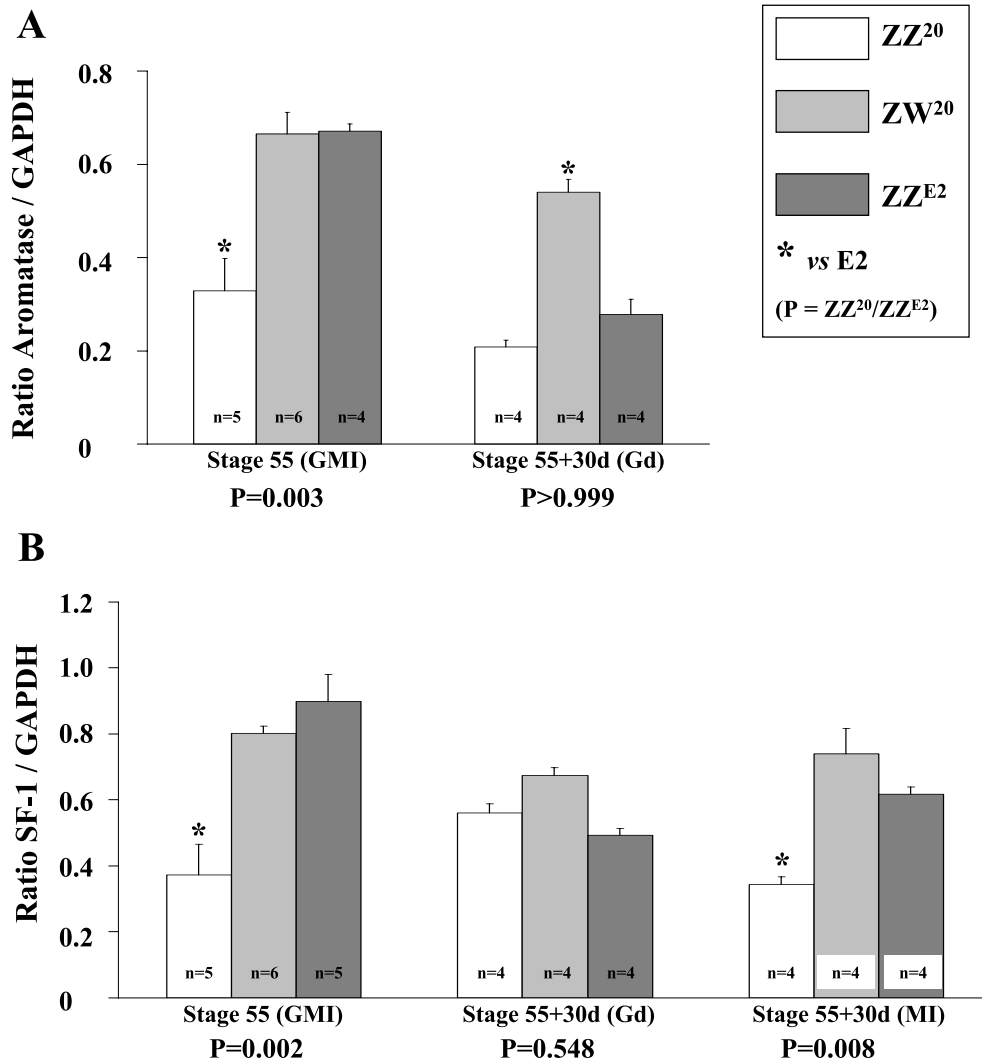 A
Ratio Aromatase / GAPDH
0.8
0.6
0.4
0.2
0
*
*
n=5
n=6
n=4
n=4
n=4
n=4
Stage 55 (GMI)
Stage 55+30d (Gd)
P=0.003
P>0.999
ZZ²⁰
ZW²⁰
ZZᴱ²
* vs E2
(P = ZZ²⁰/ZZᴱ²)
B
Ratio SF-1 / GAPDH
1.2
1.0
0.8
0.6
0.4
0.2
0
*
*
n=5
n=6
n=5
n=4
n=4
n=4
n=4
n=4
n=4
Stage 55 (GMI)
Stage 55+30d (Gd)
Stage 55+30d (MI)
P=0.002
P=0.548
P=0.008